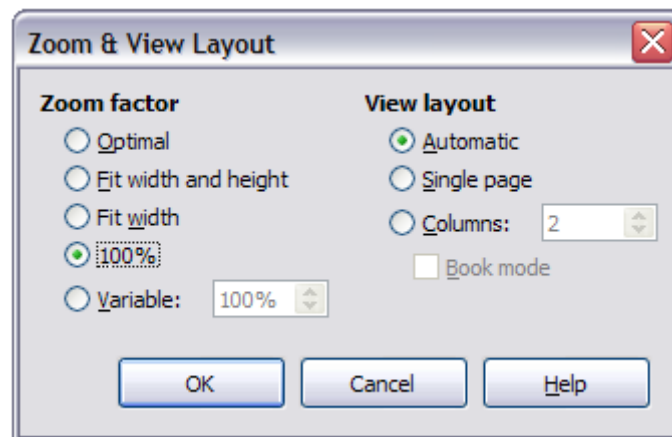 Zoom & View Layout
Zoom factor
Optimal
Fit width and height
Fit width
100%
Variable: 100%
View layout
Automatic
Single page
Columns: 2
Book mode
OK
Cancel
Help